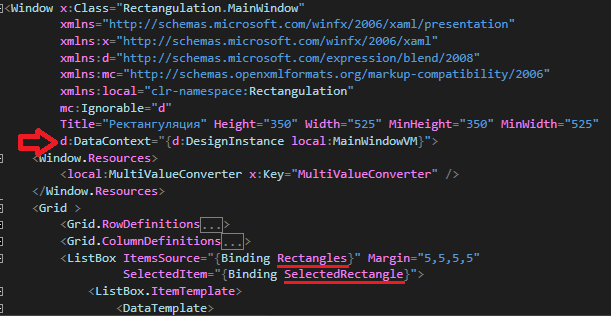 <Window x:Class="Rectangulation.MainWindow"
xmlns="http://schemas.microsoft.com/winfx/2006/xaml/presentation"
xmlns:x="http://schemas.microsoft.com/winfx/2006/xaml"
xmlns:d="http://schemas.microsoft.com/expression/blend/2008"
xmlns:mc="http://schemas.openxmlformats.org/markup-compatibility/2006"
xmlns:local="clr-namespace:Rectangulation"
mc:Ignorable="d"
Title="Ректангуляция" Height="350" Width="525" MinHeight="350" MinWidth="525"
d:DataContext="{d:DesignInstance local:MainWindowVM}">
<Window.Resources>
<local:MultiValueConverter x:Key="MultiValueConverter" />
</Window.Resources>
<Grid >
<Grid.RowDefinitions...>
<Grid.ColumnDefinitions...>
<ListBox ItemsSource="{Binding Rectangles}" Margin="5,5,5,5"
SelectedItem="{Binding SelectedRectangle}">
<ListBox.ItemTemplate>
<DataTemplate>